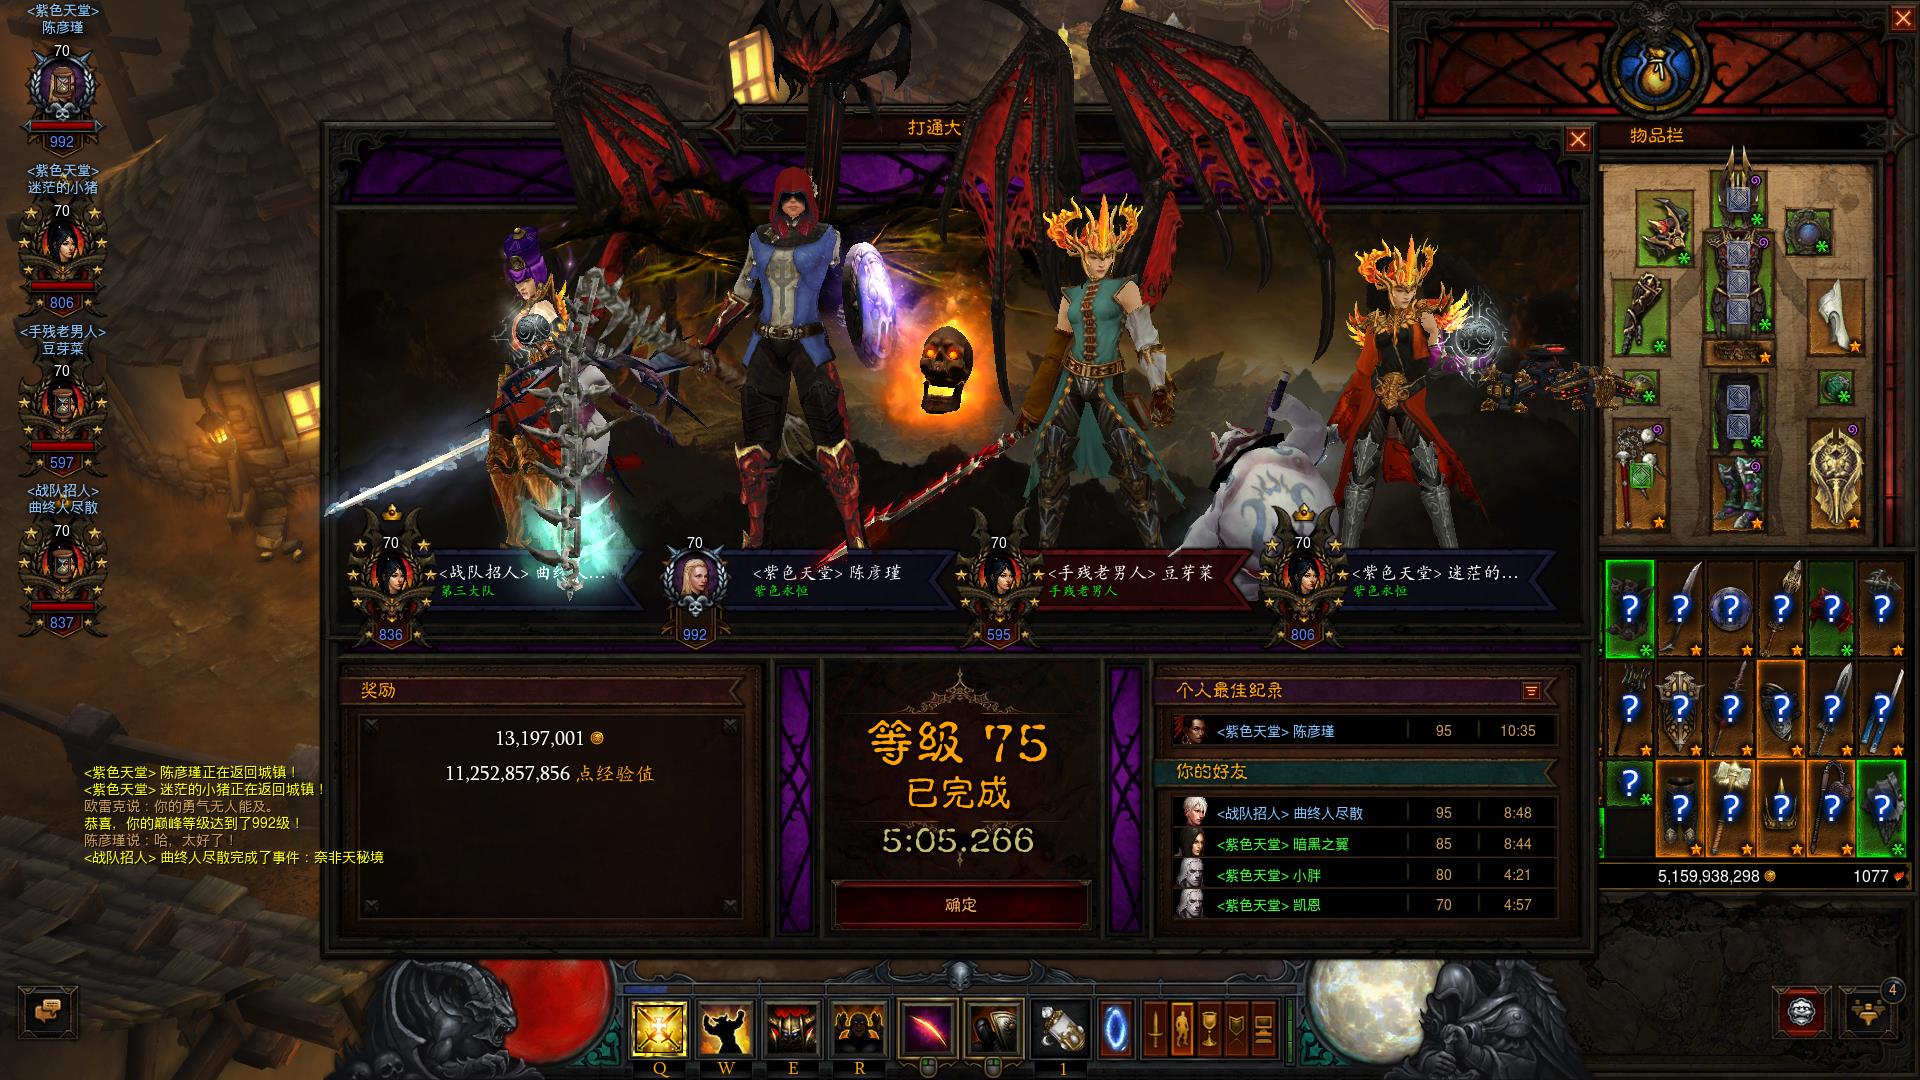 <紫色天堂>
陈彦瑾
70
992
<紫色天堂>
迷茫的小猪
70
806
<手残老男人>
豆芽菜
70
597
<战队招人>
曲终人尽散
70
837
打通大
物品栏
70
<战队招人> 曲终人...
第三大队
836
70
<紫色天堂> 陈彦瑾
紫色永恒
992
70
<手残老男人> 豆芽菜
手残老男人
595
70
<紫色天堂> 迷茫的...
紫色永恒
806
奖励
13,197,001
11,252,857,856 点经验值
等级 75
已完成
5:05.266
确定
个人最佳纪录
<紫色天堂> 陈彦瑾 95 10:35
你的好友
<战队招人> 曲终人尽散 95 8:48
<紫色天堂> 暗黑之翼 85 8:44
<紫色天堂> 小胖 80 4:21
<紫色天堂> 凯恩 70 4:57
<紫色天堂> 陈彦瑾正在返回城镇！
<紫色天堂> 迷茫的小猪正在返回城镇！
欧雷克说：你的勇气无人能及。
恭喜，你的巅峰等级达到了992级！
陈彦瑾说：哈，太好了！
<战队招人> 曲终人尽散完成了事件：奈非天秘境
? ? ? ? ? ?
? ? ? ? ? ?
? ? ? ? ? ?
5,159,938,298 1077
4
Q W E R 1